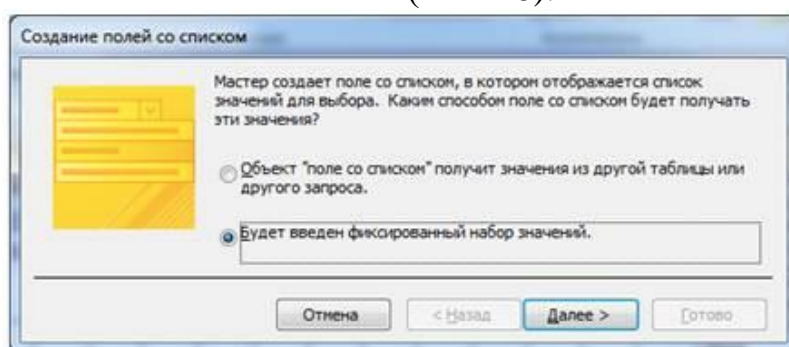 Создание полей со списком
Мастер создает поле со списком, в котором отображается список
значений для выбора. Каким способом поле со списком будет получать
эти значения?
Объект "поле со списком" получит значения из другой таблицы или
другого запроса.
Будет введен фиксированный набор значений.
Отмена
< Назад
Далее >
Готово